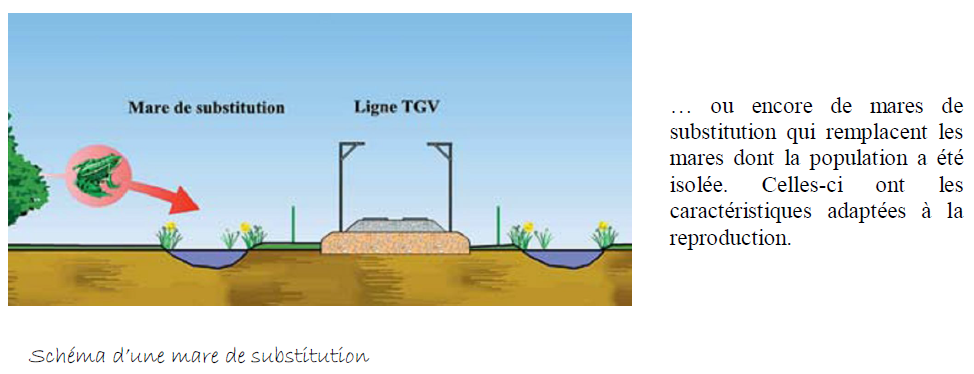 Mare de substitution
Ligne TGV
… ou encore de mares de
substitution qui remplacent les
mares dont la population a été
isolée. Celles-ci ont les
caractéristiques adaptées à la
reproduction.
Schéma d'une mare de substitution